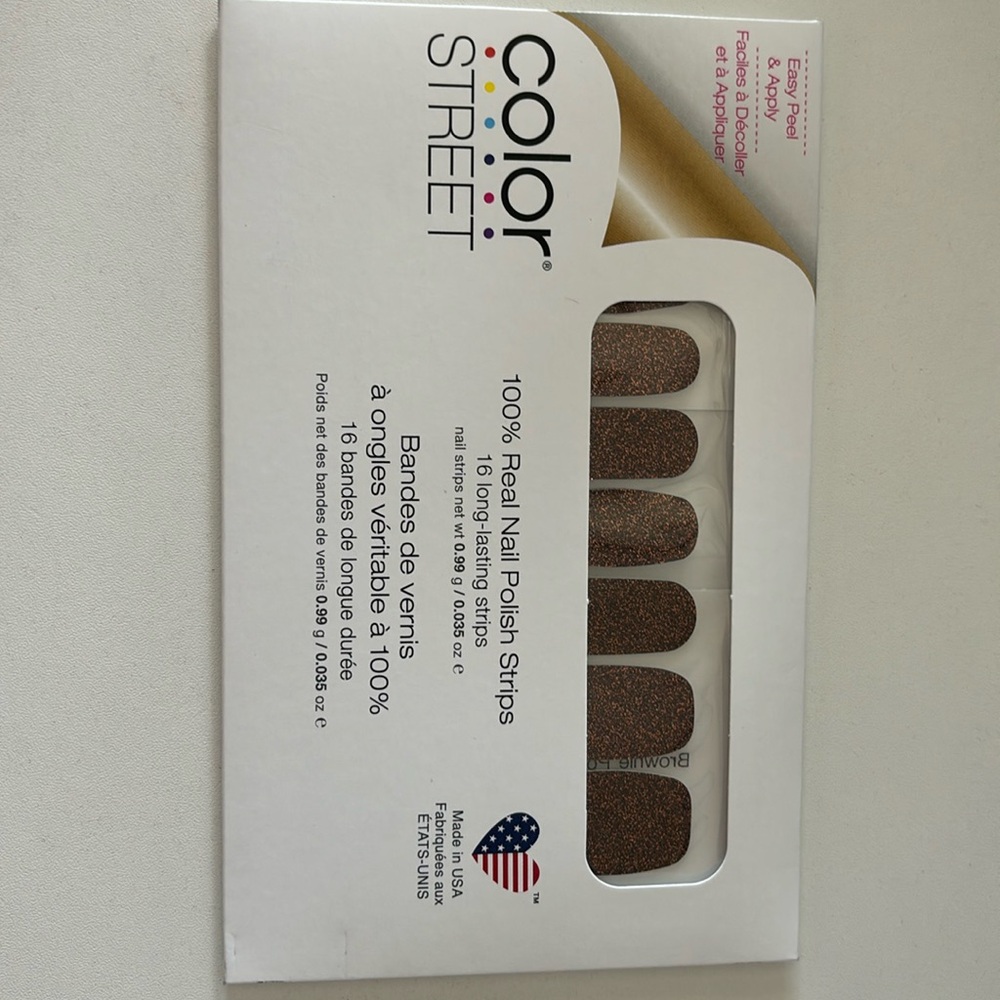 Easy Peel
& Apply
Faciles à Décoller
et à Appliquer
color®
STREET
100% Real Nail Polish Strips
16 long-lasting strips
nail strips net wt 0.99 g / 0.035 oz e
Bandes de vernis
à ongles véritable à 100%
16 bandes de longue durée
Poids net des bandes de vernis 0.99 g / 0.035 oz e
Brownie
TM
Made in USA
Fabriquées aux
ÉTATS-UNIS